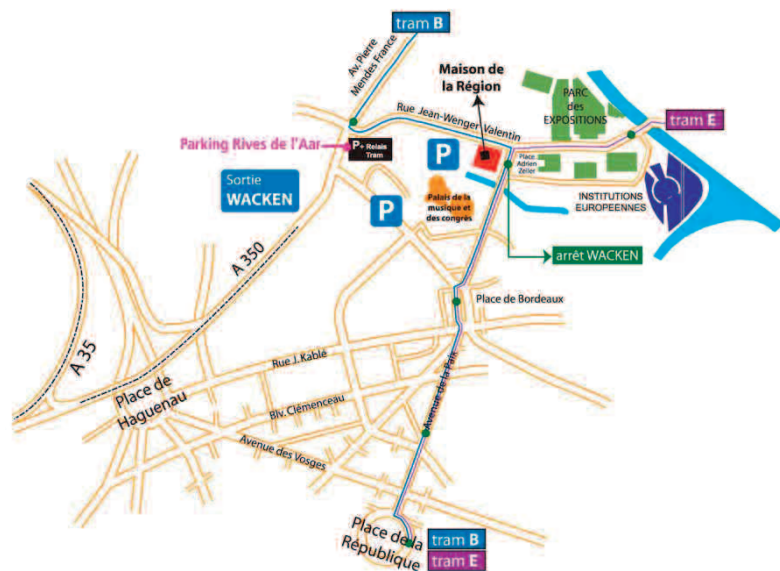 tram B
Av. Pierre
Mendes France
Maison de
la Région
Rue Jean-Wenger Valentin
PARC
des
EXPOSITIONS
tram E
Parking Rives de l'Aar
P+ Relais
Tram
P
Place
Adrien
Zeller
Sortie
WACKEN
P
Palais de la
musique et
des congrès
INSTITUTIONS
EUROPEENNES
arrêt WACKEN
A 350
Place de Bordeaux
A 35
Rue J. Kablé
Place de
Haguenau
Blv. Clémenceau
Avenue de la Paix
Avenue des Vosges
Place de la
République
tram B
tram E